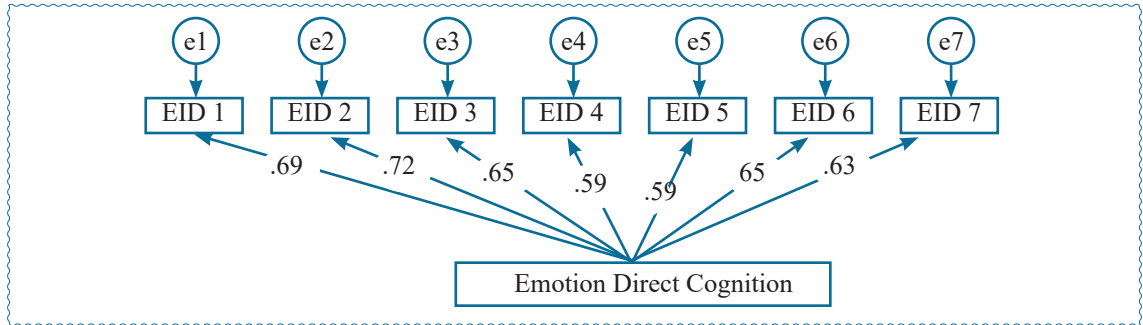 e1 e2 e3 e4 e5 e6 e7
EID 1 EID 2 EID 3 EID 4 EID 5 EID 6 EID 7
.69 .72 .65 .59 .59 65 .63
Emotion Direct Cognition